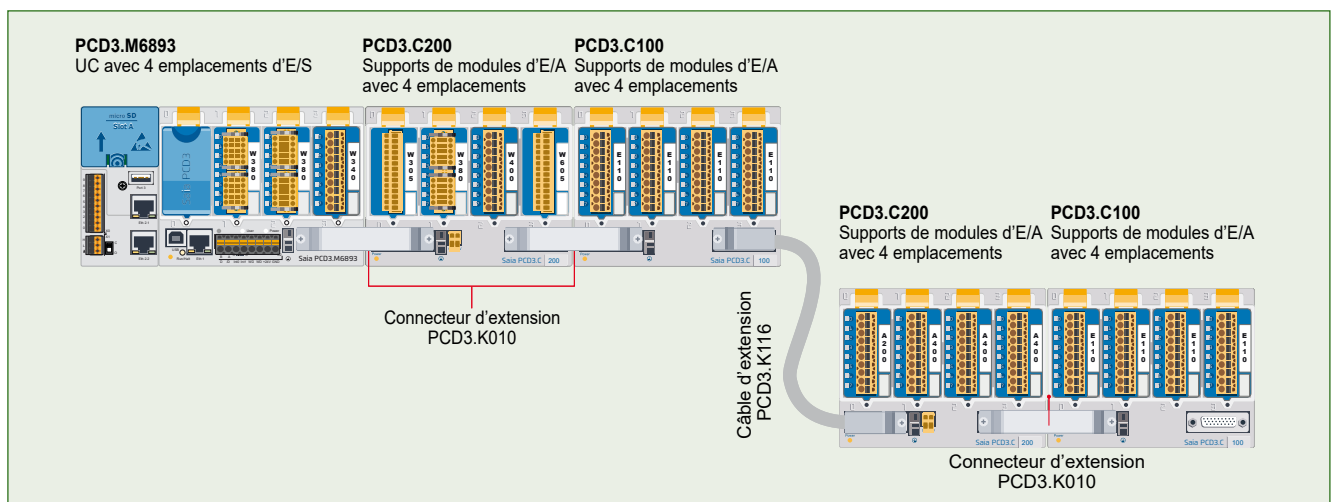 PCD3.M6893
UC avec 4 emplacements d'E/S
PCD3.C200
Supports de modules d'E/A
avec 4 emplacements
PCD3.C100
Supports de modules d'E/A
avec 4 emplacements
micro SD
Slot A
PCD3
W380
W380
W340
W305
W380
W400
W605
E110
E110
E110
E110
Saia PCD3.M6893
Saia PCD3.C 200
Saia PCD3.C 100
Connecteur d'extension
PCD3.K010
Câble d'extension
PCD3.K116
PCD3.C200
Supports de modules d'E/A
avec 4 emplacements
PCD3.C100
Supports de modules d'E/A
avec 4 emplacements
A200
A400
A400
A400
E110
E110
E110
E110
Saia PCD3.C 200
Saia PCD3.C 100
Connecteur d'extension
PCD3.K010